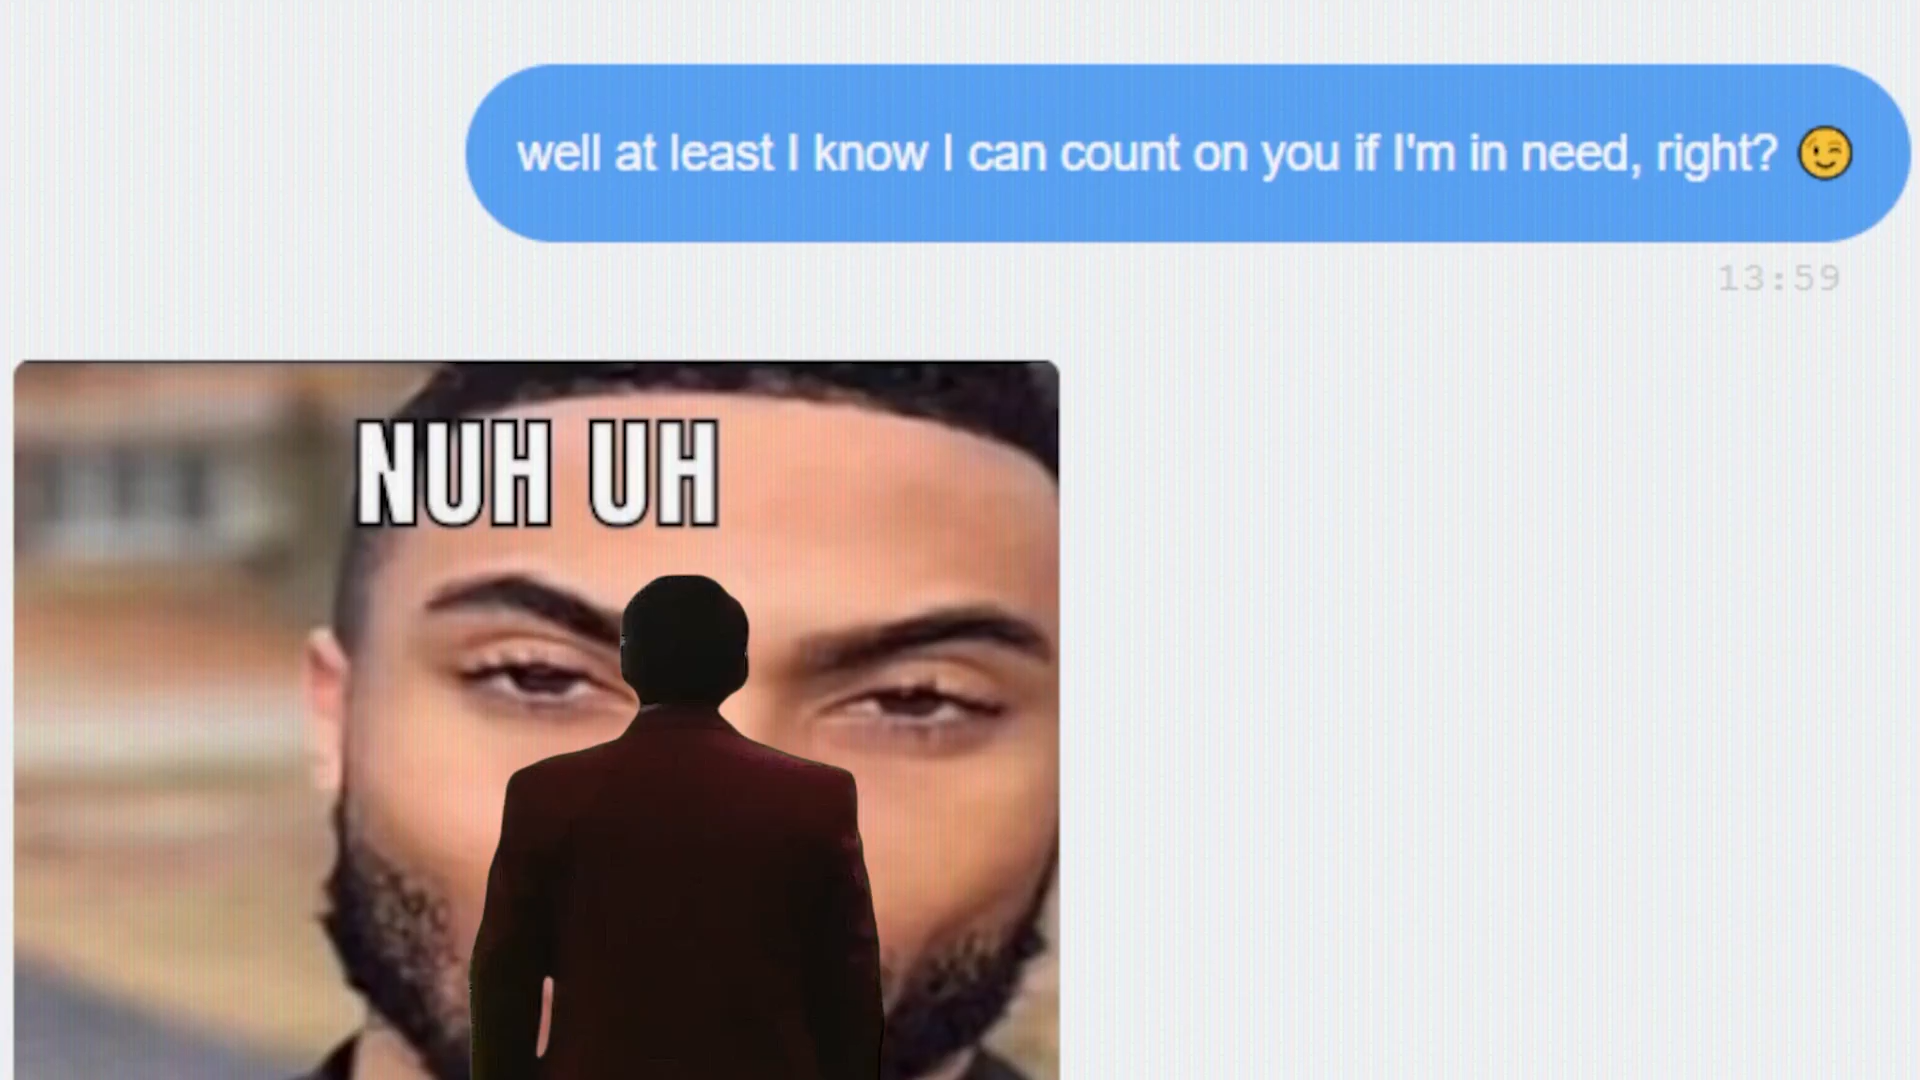 well at least I know I can count on you if I'm in need, right? 😉
13:59
NUH UH